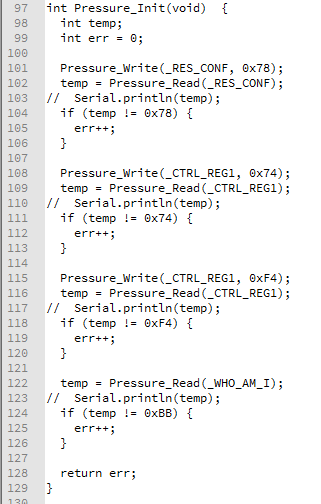 97 int Pressure_Init(void)  {
98   int temp;
99   int err = 0;
100
101   Pressure_Write(_RES_CONF, 0x78);
102   temp = Pressure_Read(_RES_CONF);
103 //  Serial.println(temp);
104   if (temp != 0x78) {
105     err++;
106   }
107
108   Pressure_Write(_CTRL_REG1, 0x74);
109   temp = Pressure_Read(_CTRL_REG1);
110 //  Serial.println(temp);
111   if (temp != 0x74) {
112     err++;
113   }
114
115   Pressure_Write(_CTRL_REG1, 0xF4);
116   temp = Pressure_Read(_CTRL_REG1);
117 //  Serial.println(temp);
118   if (temp != 0xF4) {
119     err++;
120   }
121
122   temp = Pressure_Read(_WHO_AM_I);
123 //  Serial.println(temp);
124   if (temp != 0xBB) {
125     err++;
126   }
127
128   return err;
129 }
130